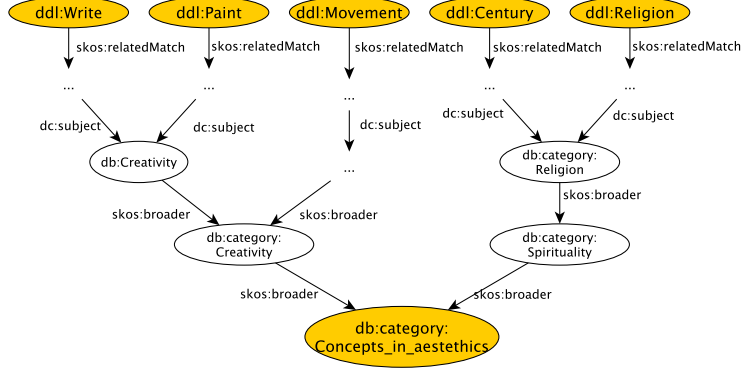 ddl:Write
ddl:Paint
ddl:Movement
ddl:Century
ddl:Religion
skos:relatedMatch
skos:relatedMatch
skos:relatedMatch
skos:relatedMatch
skos:relatedMatch
...
...
...
...
...
dc:subject
dc:subject
dc:subject
dc:subject
dc:subject
db:Creativity
...
db:category:
Religion
skos:broader
skos:broader
skos:broader
db:category:
Creativity
db:category:
Spirituality
skos:broader
skos:broader
db:category:
Concepts_in_aestethics